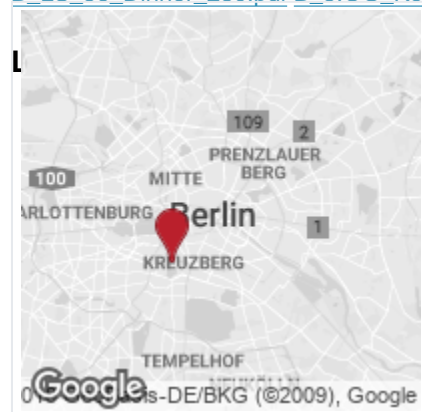 L
109
2
PRENZLAUER
BERG
100
MITTE
ARLOTTENBURG
Berlin
1
KREUZBERG
TEMPELHOF
Google
-DE/BKG (©2009), Google